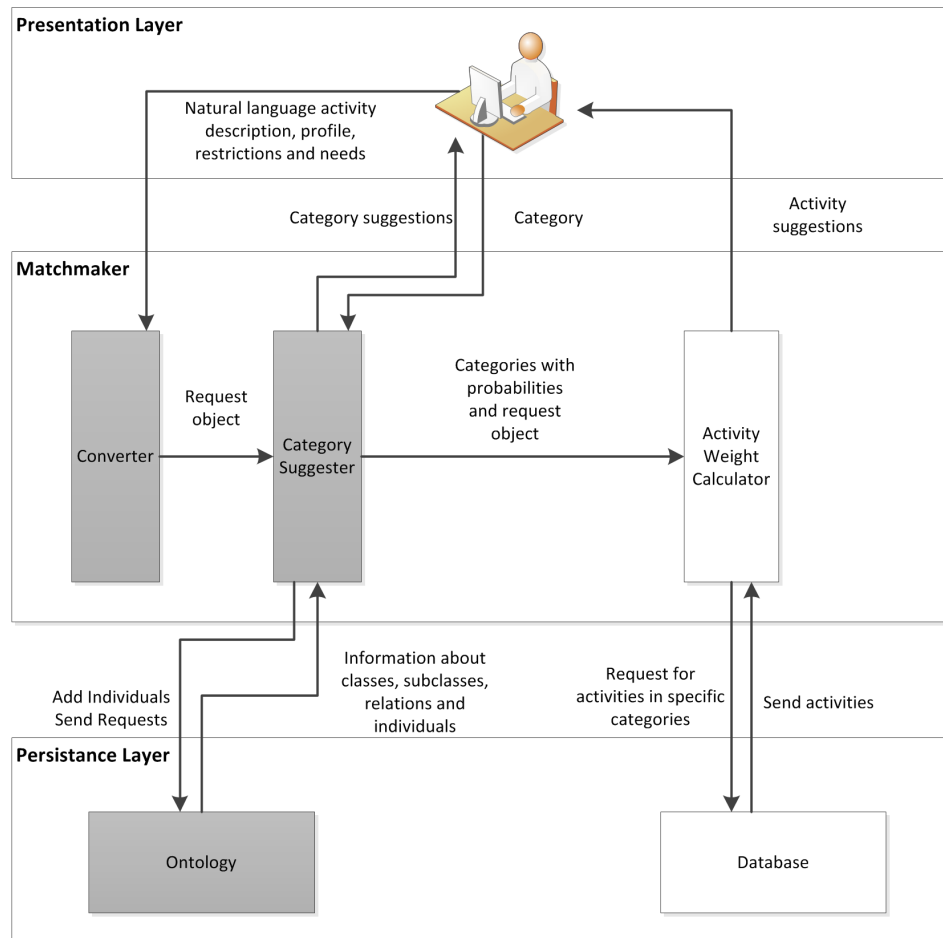 Presentation Layer
Natural language activity
description, profile,
restrictions and needs
Category suggestions
Category
Activity
suggestions
Matchmaker
Converter
Request
object
Category
Suggester
Categories with
probabilities
and request
object
Activity
Weight
Calculator
Add Individuals
Send Requests
Information about
classes, subclasses,
relations and
individuals
Request for
activities in specific
categories
Send activities
Persistance Layer
Ontology
Database